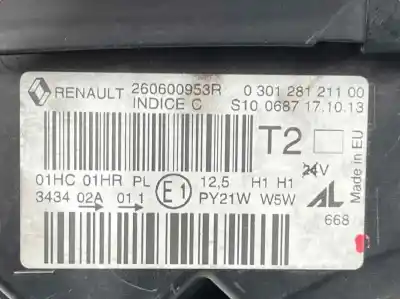 RENAULT 260600953R 0 301 281 211 00
INDICE C S10 0687 17.10.13
T2
Made in EU
01HC 01HR PL E1 12,5 H1 H1 24V
3434 02A 01.1 PY21W W5W AL
668